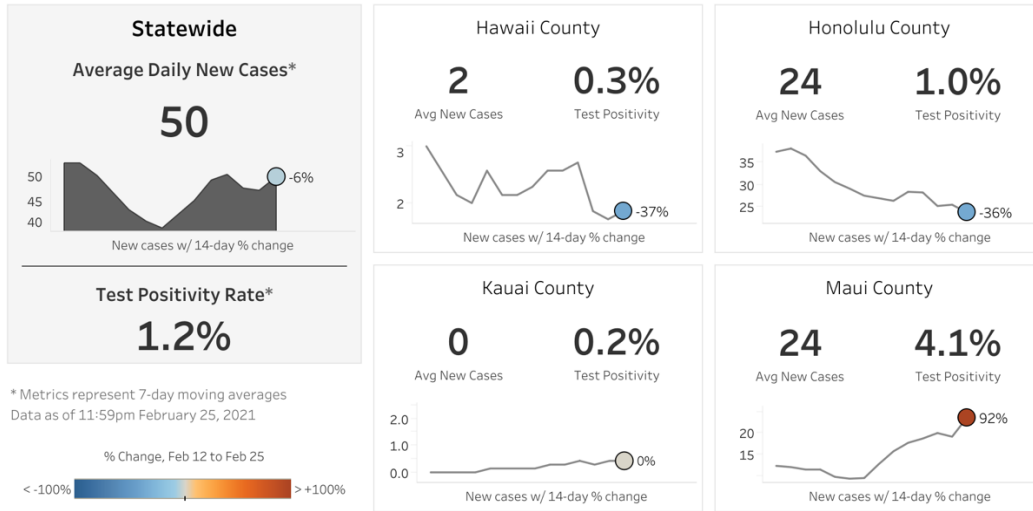 Statewide
Average Daily New Cases*
50
50
45
40
-6%
New cases w/ 14-day % change
Test Positivity Rate*
1.2%
* Metrics represent 7-day moving averages
Data as of 11:59pm February 25, 2021
% Change, Feb 12 to Feb 25
< -100%
> +100%
Hawaii County
2
0.3%
Avg New Cases
Test Positivity
3
2
-37%
New cases w/ 14-day % change
Honolulu County
24
1.0%
Avg New Cases
Test Positivity
35
30
25
-36%
New cases w/ 14-day % change
Kauai County
0
0.2%
Avg New Cases
Test Positivity
2.0
1.0
0.0
0%
New cases w/ 14-day % change
Maui County
24
4.1%
Avg New Cases
Test Positivity
20
15
92%
New cases w/ 14-day % change